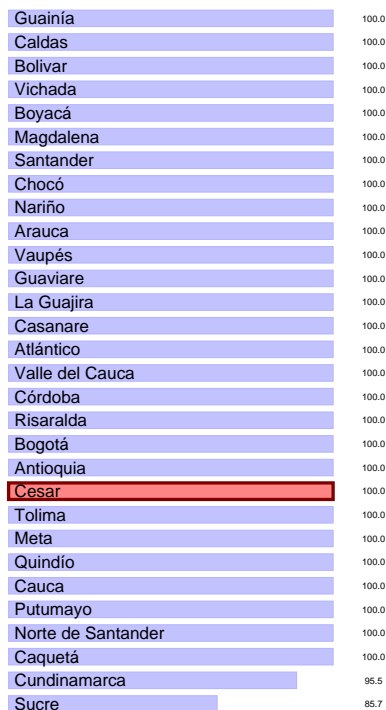 Guainía 100.0
Caldas 100.0
Bolivar 100.0
Vichada 100.0
Boyacá 100.0
Magdalena 100.0
Santander 100.0
Chocó 100.0
Nariño 100.0
Arauca 100.0
Vaupés 100.0
Guaviare 100.0
La Guajira 100.0
Casanare 100.0
Atlántico 100.0
Valle del Cauca 100.0
Córdoba 100.0
Risaralda 100.0
Bogotá 100.0
Antioquia 100.0
Cesar 100.0
Tolima 100.0
Meta 100.0
Quindío 100.0
Cauca 100.0
Putumayo 100.0
Norte de Santander 100.0
Caquetá 100.0
Cundinamarca 95.5
Sucre 85.7